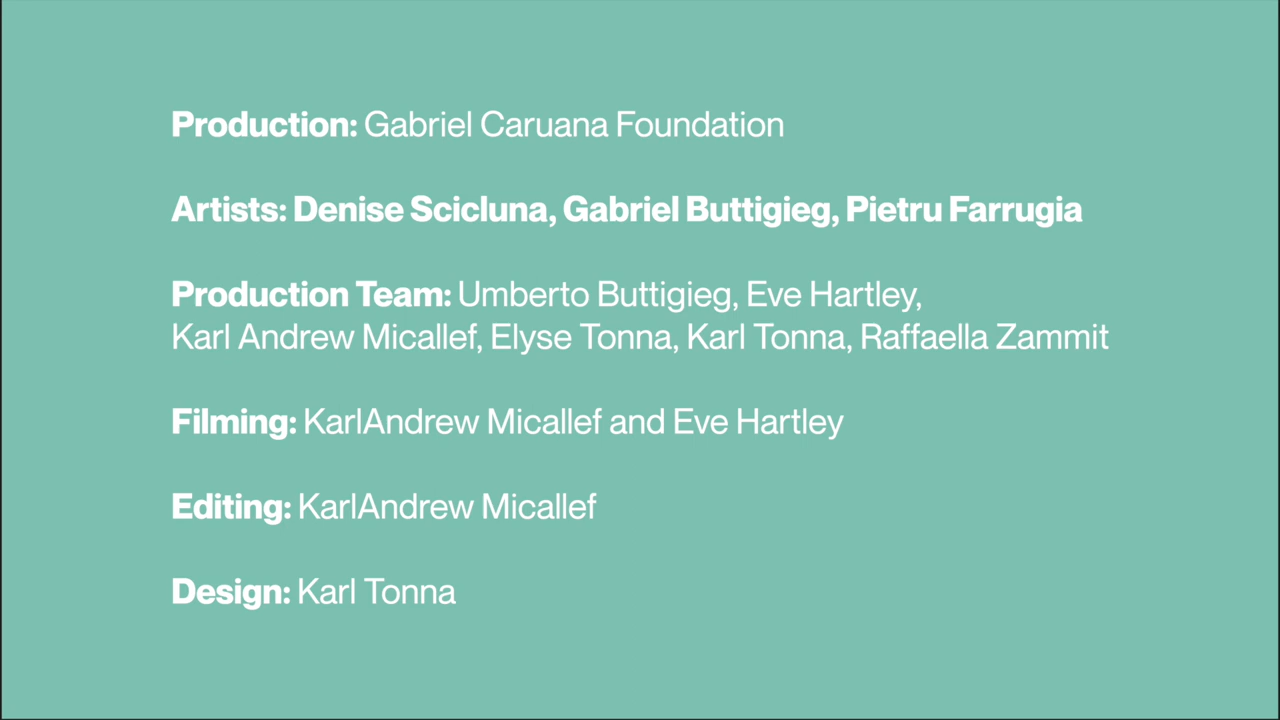 Production: Gabriel Caruana Foundation
Artists: Denise Scicluna, Gabriel Buttigieg, Pietru Farrugia
Production Team: Umberto Buttigieg, Eve Hartley,
Karl Andrew Micallef, Elyse Tonna, Karl Tonna, Raffaella Zammit
Filming: KarlAndrew Micallef and Eve Hartley
Editing: KarlAndrew Micallef
Design: Karl Tonna